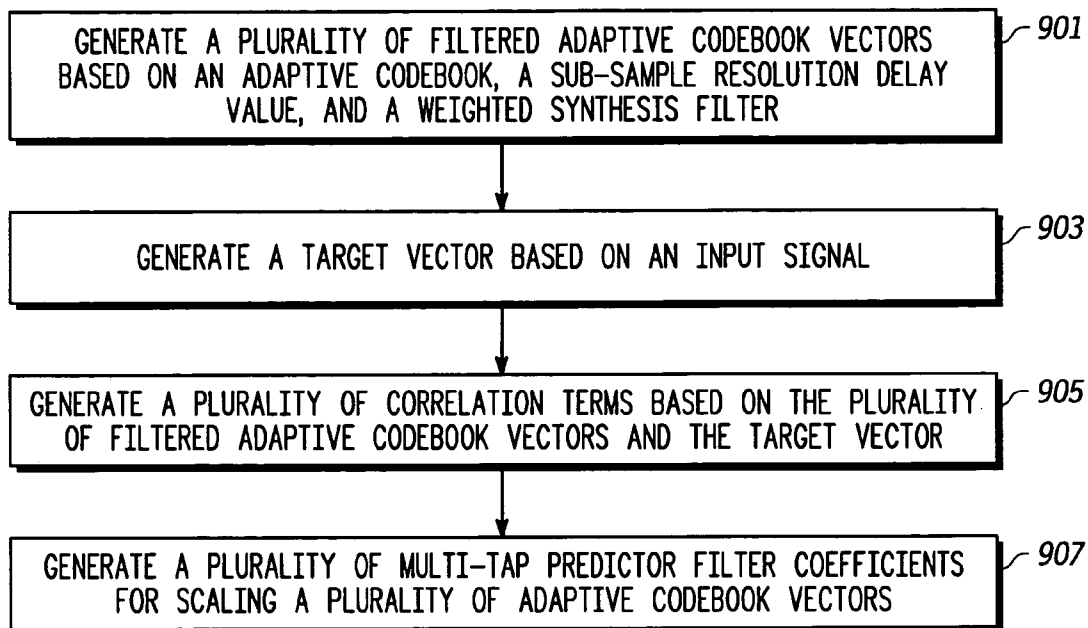 GENERATE A PLURALITY OF FILTERED ADAPTIVE CODEBOOK VECTORS
BASED ON AN ADAPTIVE CODEBOOK, A SUB-SAMPLE RESOLUTION DELAY
VALUE, AND A WEIGHTED SYNTHESIS FILTER
901
GENERATE A TARGET VECTOR BASED ON AN INPUT SIGNAL
903
GENERATE A PLURALITY OF CORRELATION TERMS BASED ON THE PLURALITY
OF FILTERED ADAPTIVE CODEBOOK VECTORS AND THE TARGET VECTOR
905
GENERATE A PLURALITY OF MULTI-TAP PREDICTOR FILTER COEFFICIENTS
FOR SCALING A PLURALITY OF ADAPTIVE CODEBOOK VECTORS
907